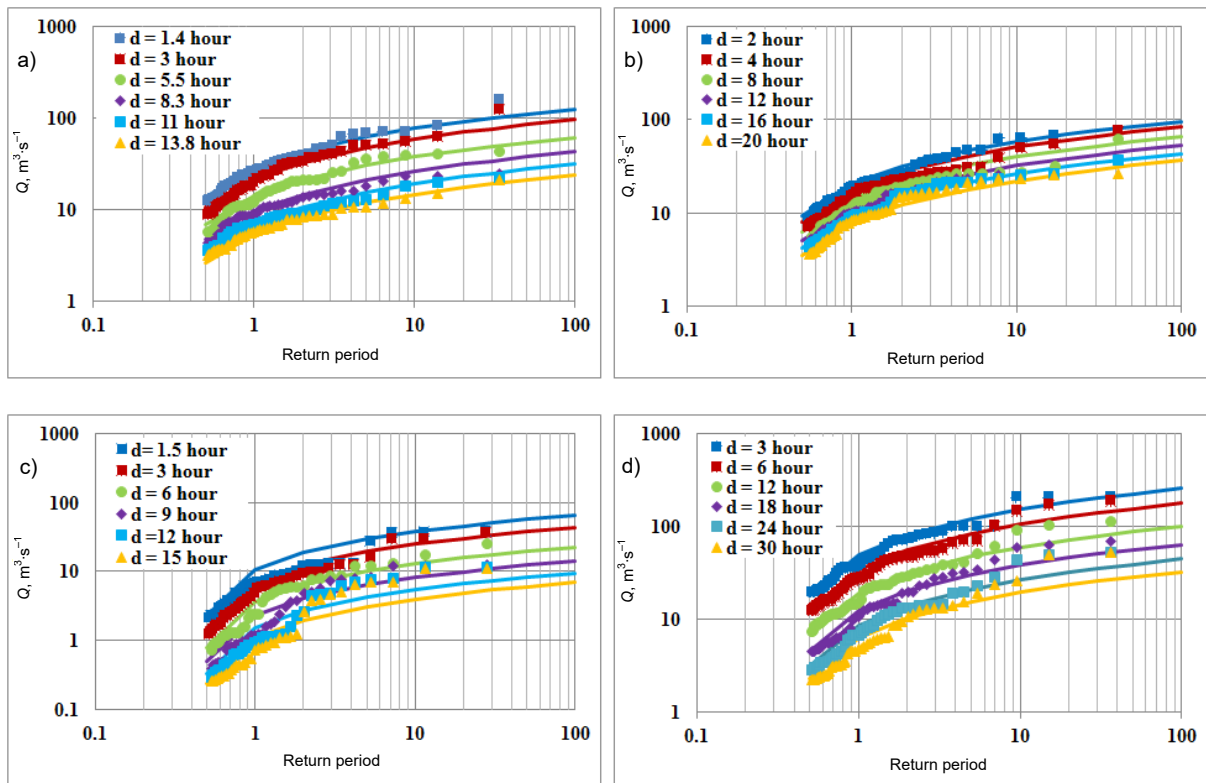 a)
1000
100
10
1
0.1
1
10
100
Q, m³·s⁻¹
Return period
d = 1.4 hour
d = 3 hour
d = 5.5 hour
d = 8.3 hour
d = 11 hour
d = 13.8 hour
b)
1000
100
10
1
0.1
1
10
100
Q, m³·s⁻¹
Return period
d = 2 hour
d = 4 hour
d = 8 hour
d = 12 hour
d = 16 hour
d =20 hour
c)
1000
100
10
1
0.1
0.1
1
10
100
Q, m³·s⁻¹
Return period
d= 1.5 hour
d= 3 hour
d = 6 hour
d = 9 hour
d =12 hour
d = 15 hour
d)
1000
100
10
1
0.1
1
10
100
Q, m³·s⁻¹
Return period
d = 3 hour
d = 6 hour
d = 12 hour
d = 18 hour
d = 24 hour
d = 30 hour